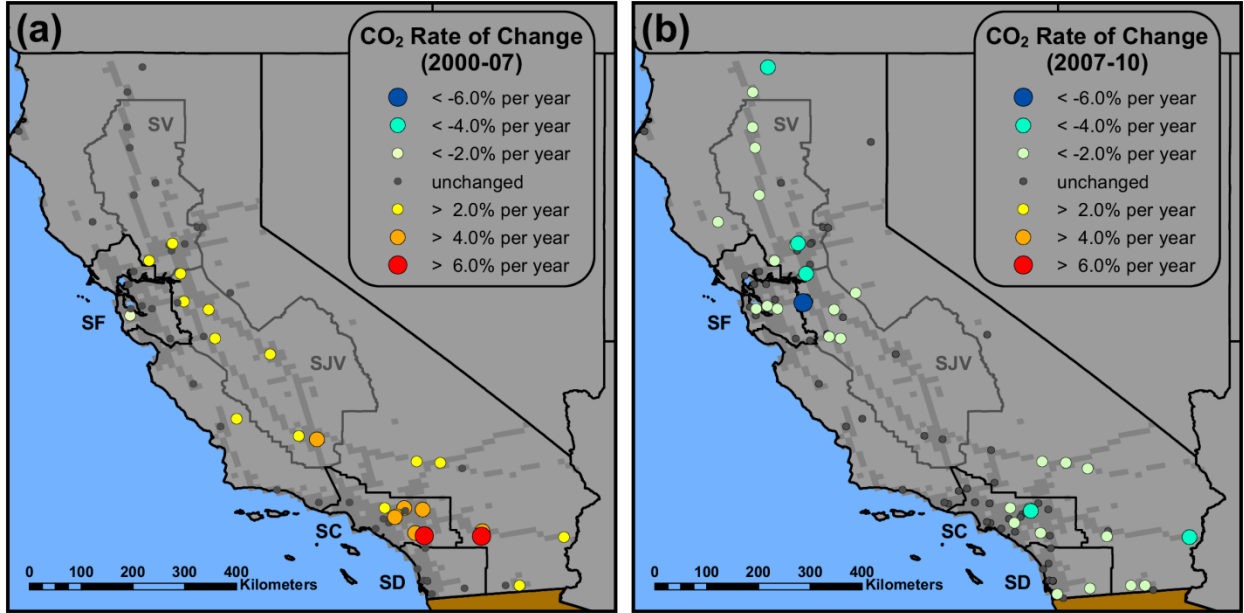 (a)
CO₂ Rate of Change
(2000-07)
< -6.0% per year
< -4.0% per year
< -2.0% per year
unchanged
> 2.0% per year
> 4.0% per year
> 6.0% per year
SV
SF
SJV
SC
SD
0 100 200 300 400
Kilometers
(b)
CO₂ Rate of Change
(2007-10)
< -6.0% per year
< -4.0% per year
< -2.0% per year
unchanged
> 2.0% per year
> 4.0% per year
> 6.0% per year
SV
SF
SJV
SC
SD
0 100 200 300 400
Kilometers